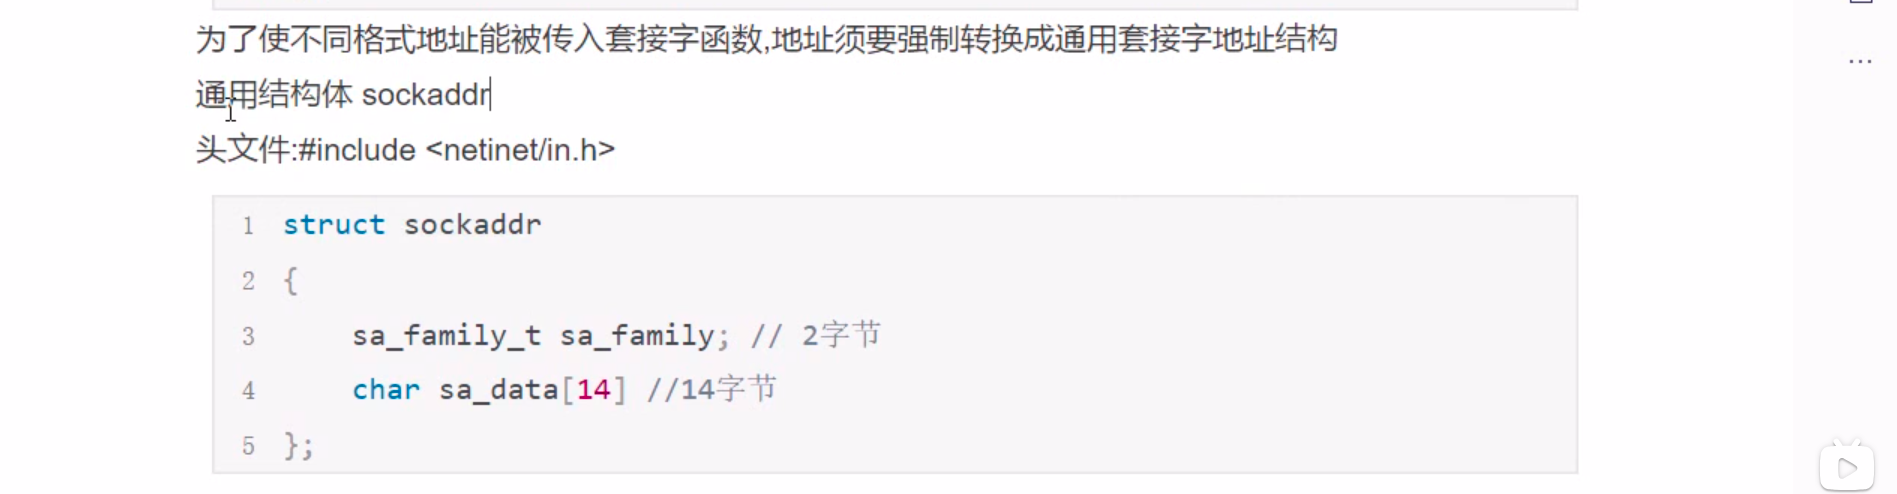 为了使不同格式地址能被传入套接字函数,地址须要强制转换成通用套接字地址结构
通用结构体 sockaddr
头文件:#include <netinet/in.h>
1 struct sockaddr
2 {
3 sa_family_t sa_family; // 2字节
4 char sa_data[14] //14字节
5 };